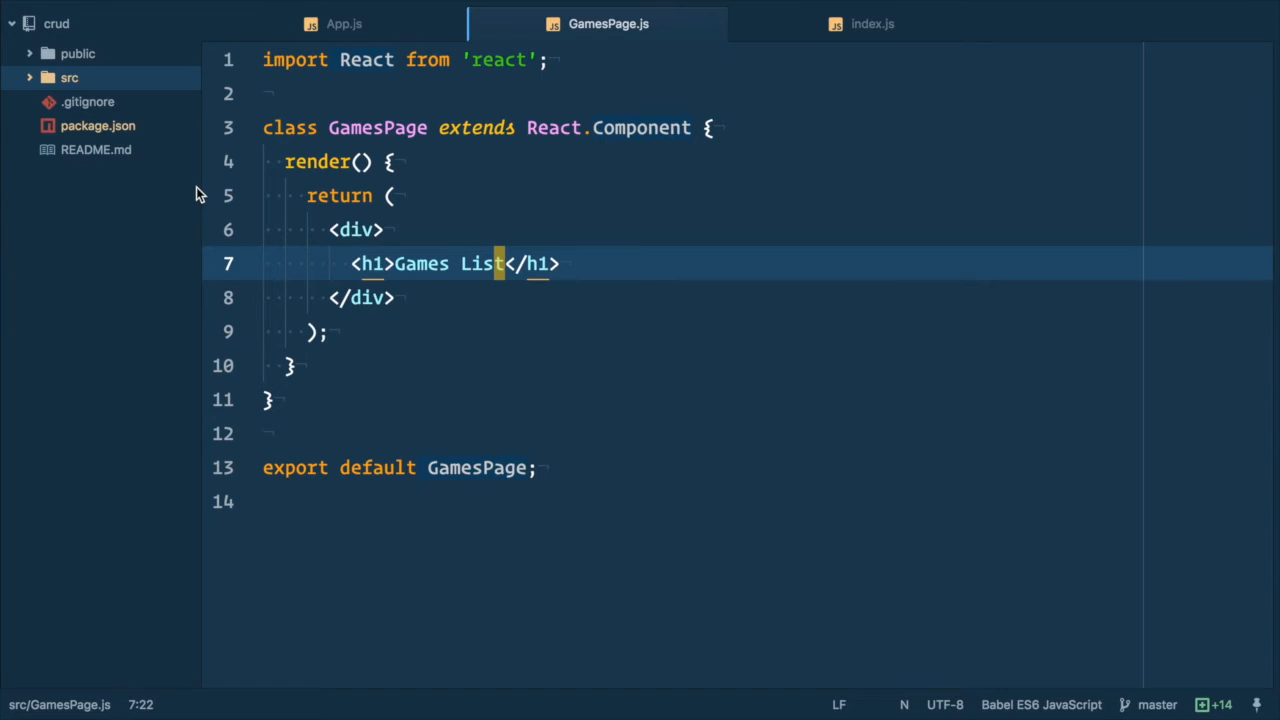 crud
App.js
GamesPage.js
index.js
public
src
.gitignore
package.json
README.md
1 import React from 'react';
2
3 class GamesPage extends React.Component {
4 render() {
5 return (
6 <div>
7 <h1>Games List</h1>
8 </div>
9 );
10 }
11 }
12
13 export default GamesPage;
14
src/GamesPage.js 7:22 LF N UTF-8 Babel ES6 JavaScript master +14